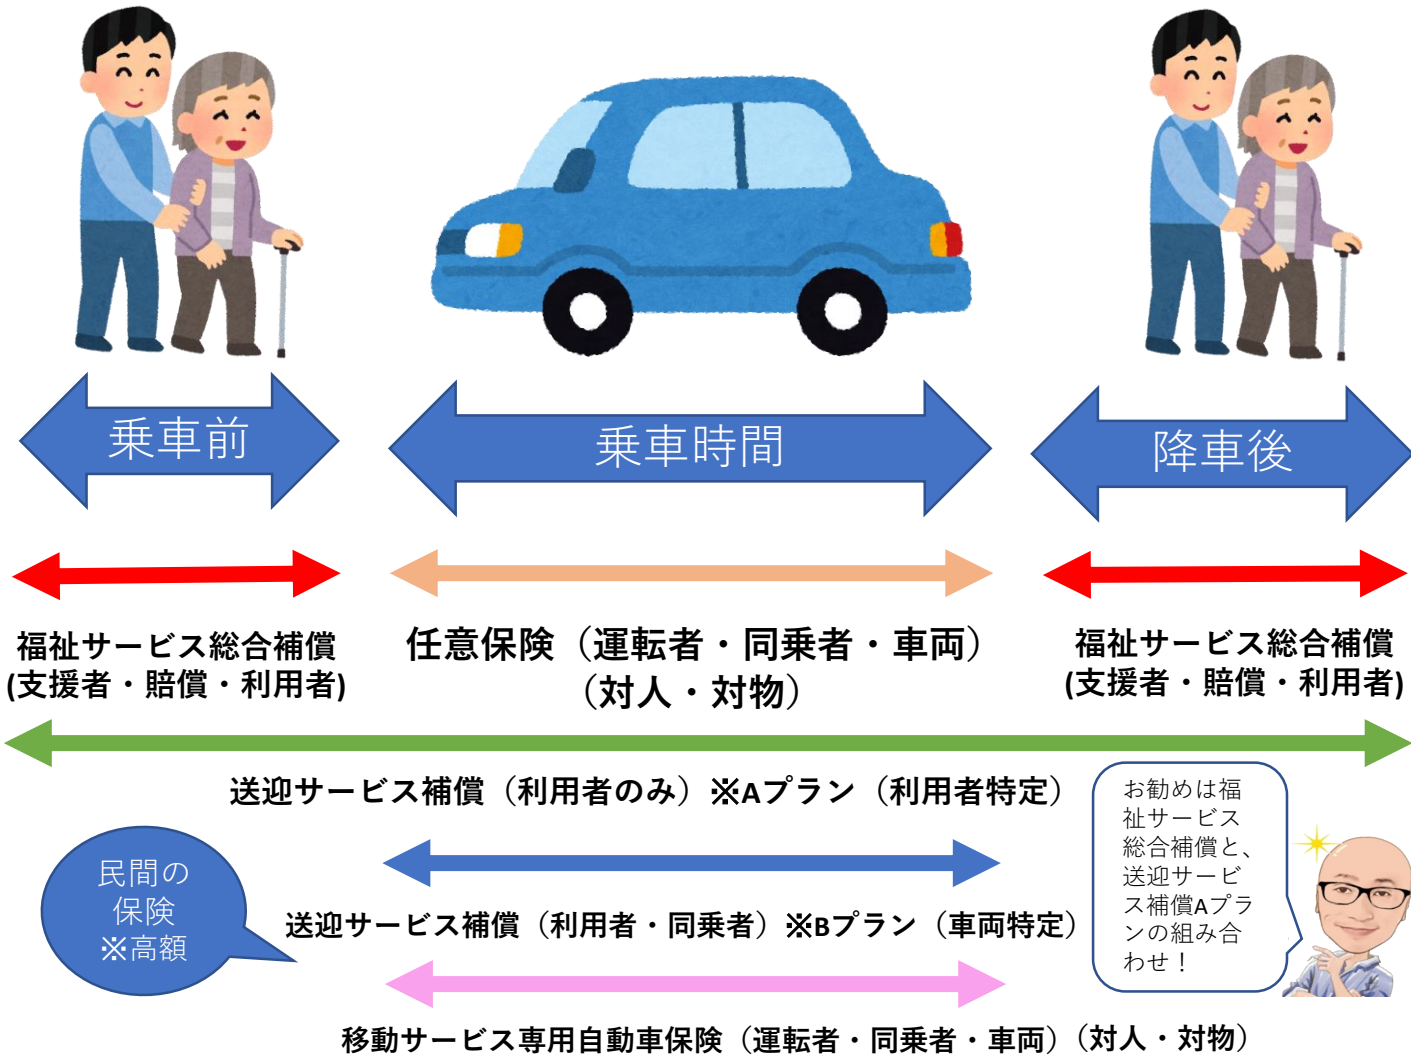 乗車前
乗車時間
降車後
福祉サービス総合補償
(支援者・賠償・利用者)
任意保険（運転者・同乗者・車両）
（対人・対物）
福祉サービス総合補償
(支援者・賠償・利用者)
送迎サービス補償（利用者のみ）※Aプラン（利用者特定）
お勧めは福
祉サービス
総合補償と、
送迎サービ
ス補償Aプラ
ンの組み合
わせ！
民間の
保険
※高額
送迎サービス補償（利用者・同乗者）※Bプラン（車両特定）
移動サービス専用自動車保険（運転者・同乗者・車両）（対人・対物）